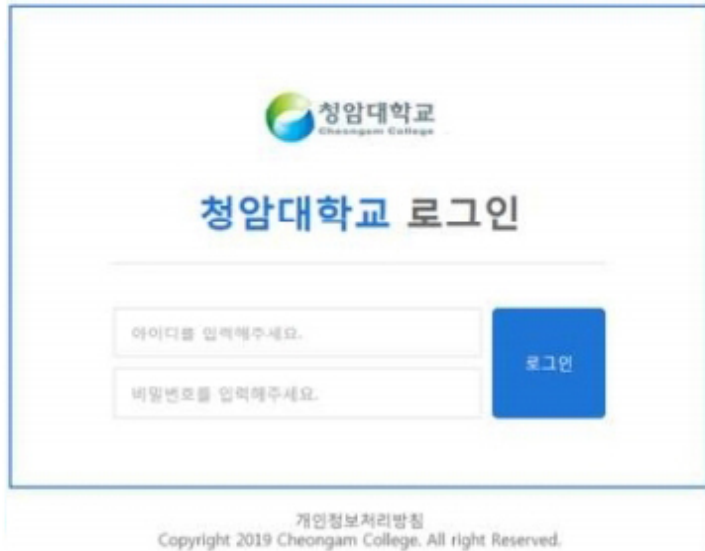 청암대학교
Cheongam College
청암대학교 로그인
아이디를 입력해주세요.
로그인
비밀번호를 입력해주세요.
개인정보처리방침
Copyright 2019 Cheongam College. All right Reserved.